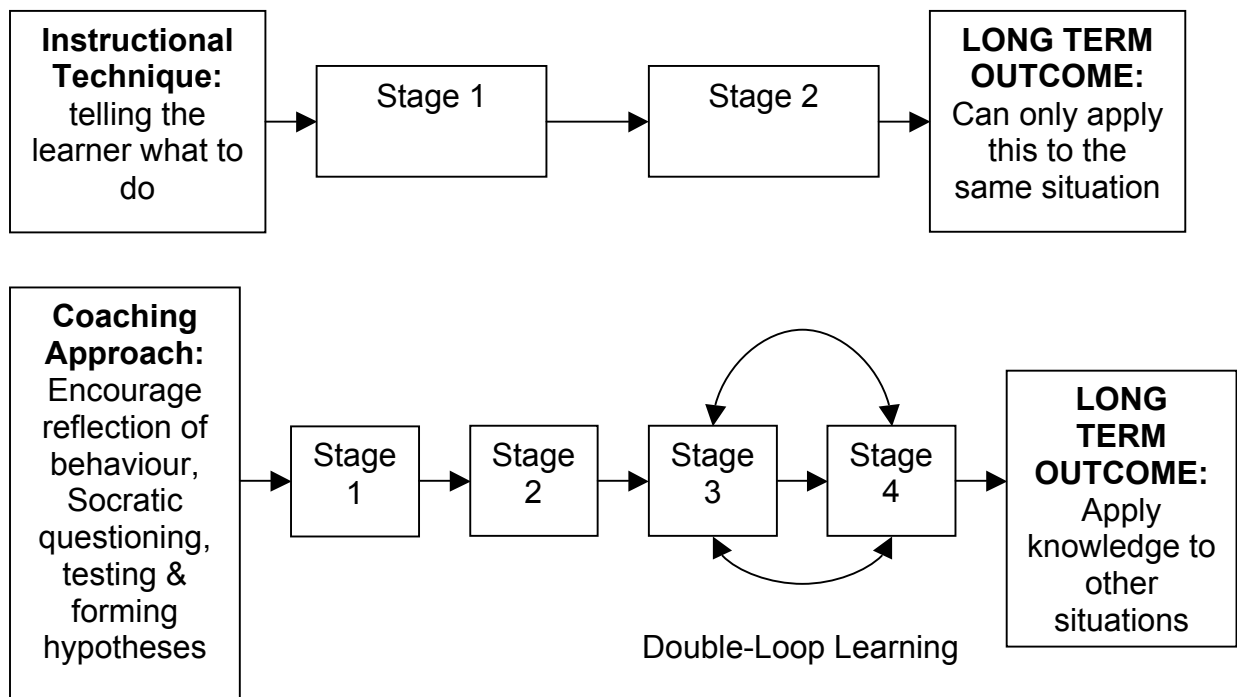 Instructional
Technique:
telling the
learner what to
do
Stage 1
Stage 2
LONG TERM
OUTCOME:
Can only apply
this to the
same situation
Coaching
Approach:
Encourage
reflection of
behaviour,
Socratic
questioning,
testing &
forming
hypotheses
Stage
1
Stage
2
Stage
3
Stage
4
LONG
TERM
OUTCOME:
Apply
knowledge to
other
situations
Double-Loop Learning